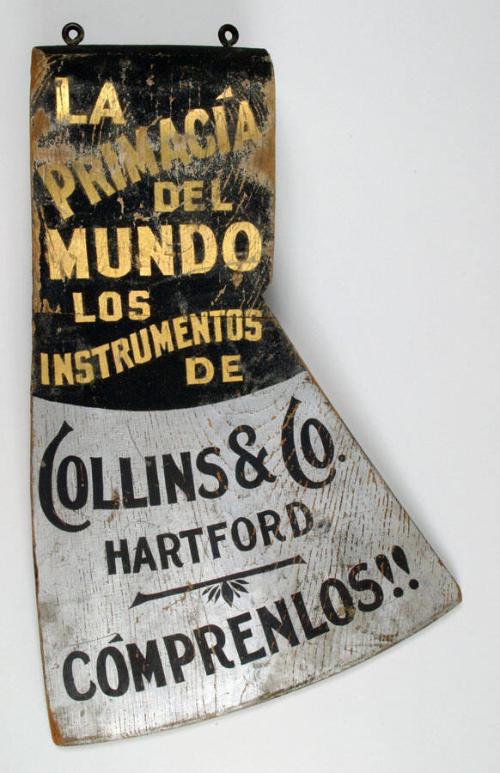 LA
PRIMACÍA
DEL
MUNDO
LOS
INSTRUMENTOS
DE
COLLINS & CO.
HARTFORD
CÓMPRENLOS!!